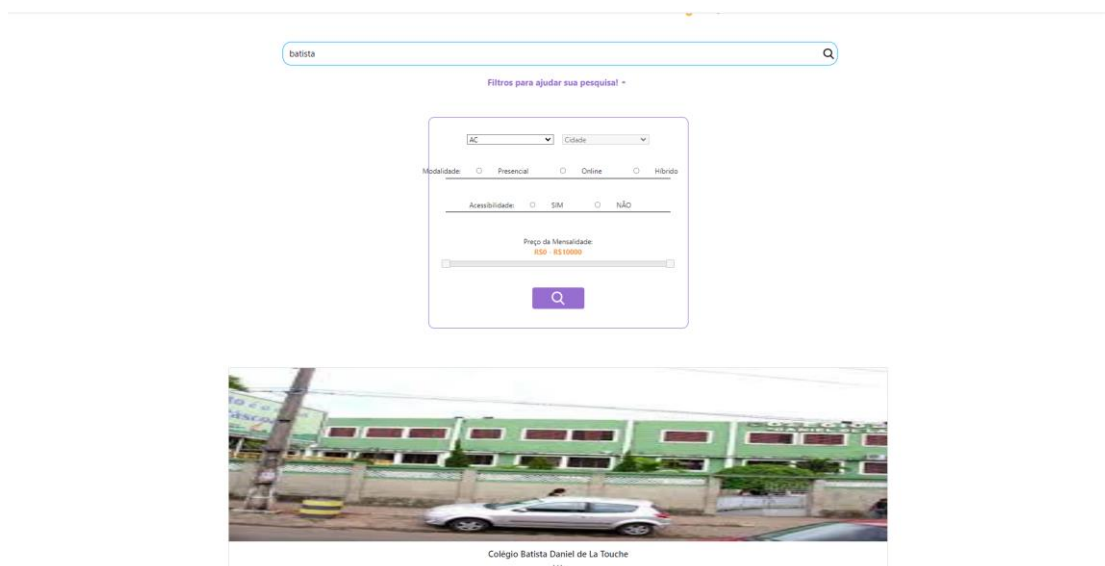 batista
Filtros para ajudar sua pesquisa!
AC Cidade
Modalidade: Presencial Online Híbrido
Acessibilidade: SIM NÃO
Preço da Mensalidade:
R$0 - R$10000
Colégio Batista Daniel de La Touche